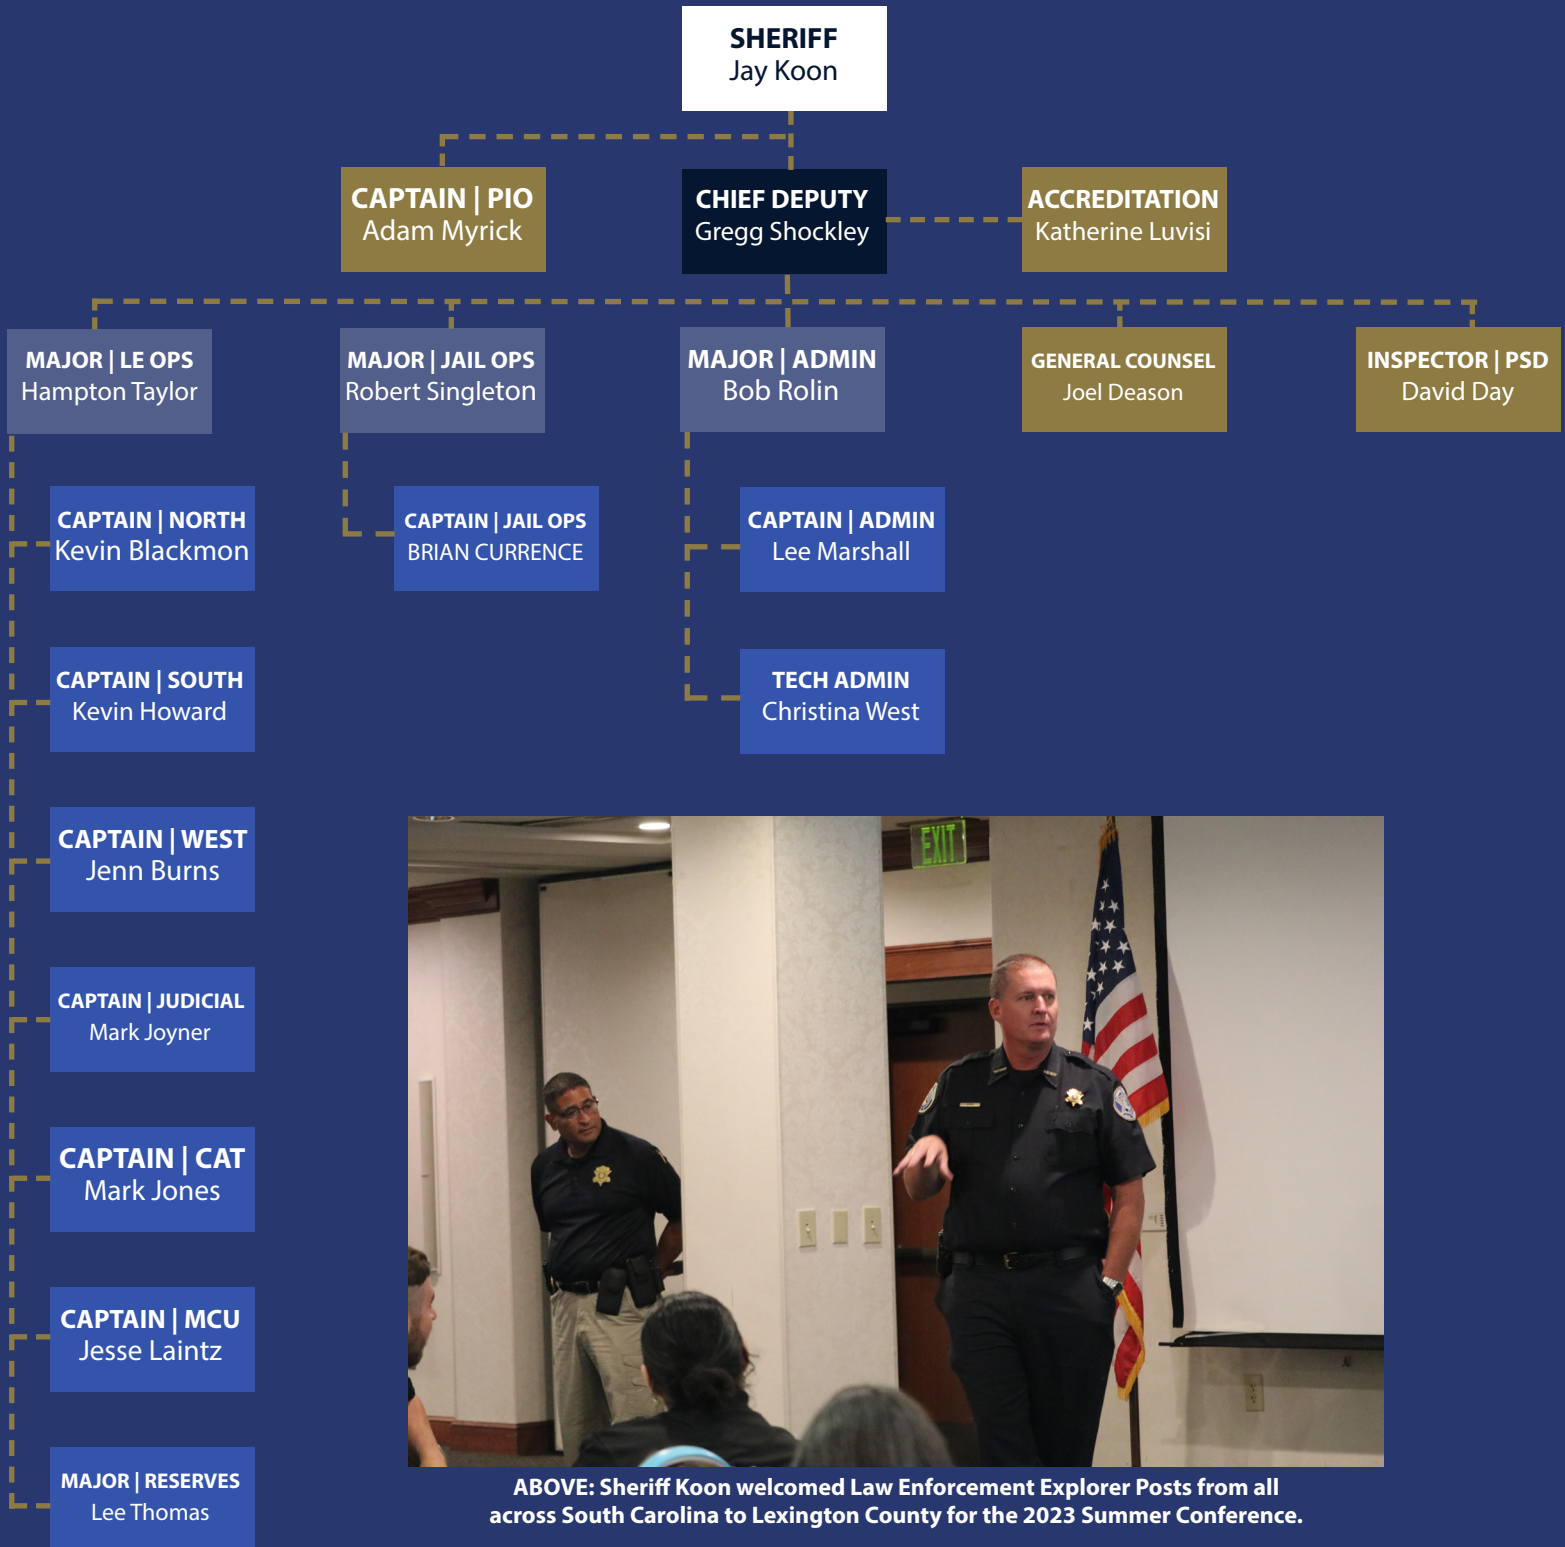 SHERIFF
Jay Koon
CAPTAIN | PIO
Adam Myrick
CHIEF DEPUTY
Gregg Shockley
ACCREDITATION
Katherine Luvisi
MAJOR | LE OPS
Hampton Taylor
MAJOR | JAIL OPS
Robert Singleton
MAJOR | ADMIN
Bob Rolin
GENERAL COUNSEL
Joel Deason
INSPECTOR | PSD
David Day
CAPTAIN | NORTH
Kevin Blackmon
CAPTAIN | JAIL OPS
BRIAN CURRENCE
CAPTAIN | ADMIN
Lee Marshall
CAPTAIN | SOUTH
Kevin Howard
TECH ADMIN
Christina West
CAPTAIN | WEST
Jenn Burns
CAPTAIN | JUDICIAL
Mark Joyner
CAPTAIN | CAT
Mark Jones
CAPTAIN | MCU
Jesse Laintz
MAJOR | RESERVES
Lee Thomas
EXIT
ABOVE: Sheriff Koon welcomed Law Enforcement Explorer Posts from all
across South Carolina to Lexington County for the 2023 Summer Conference.